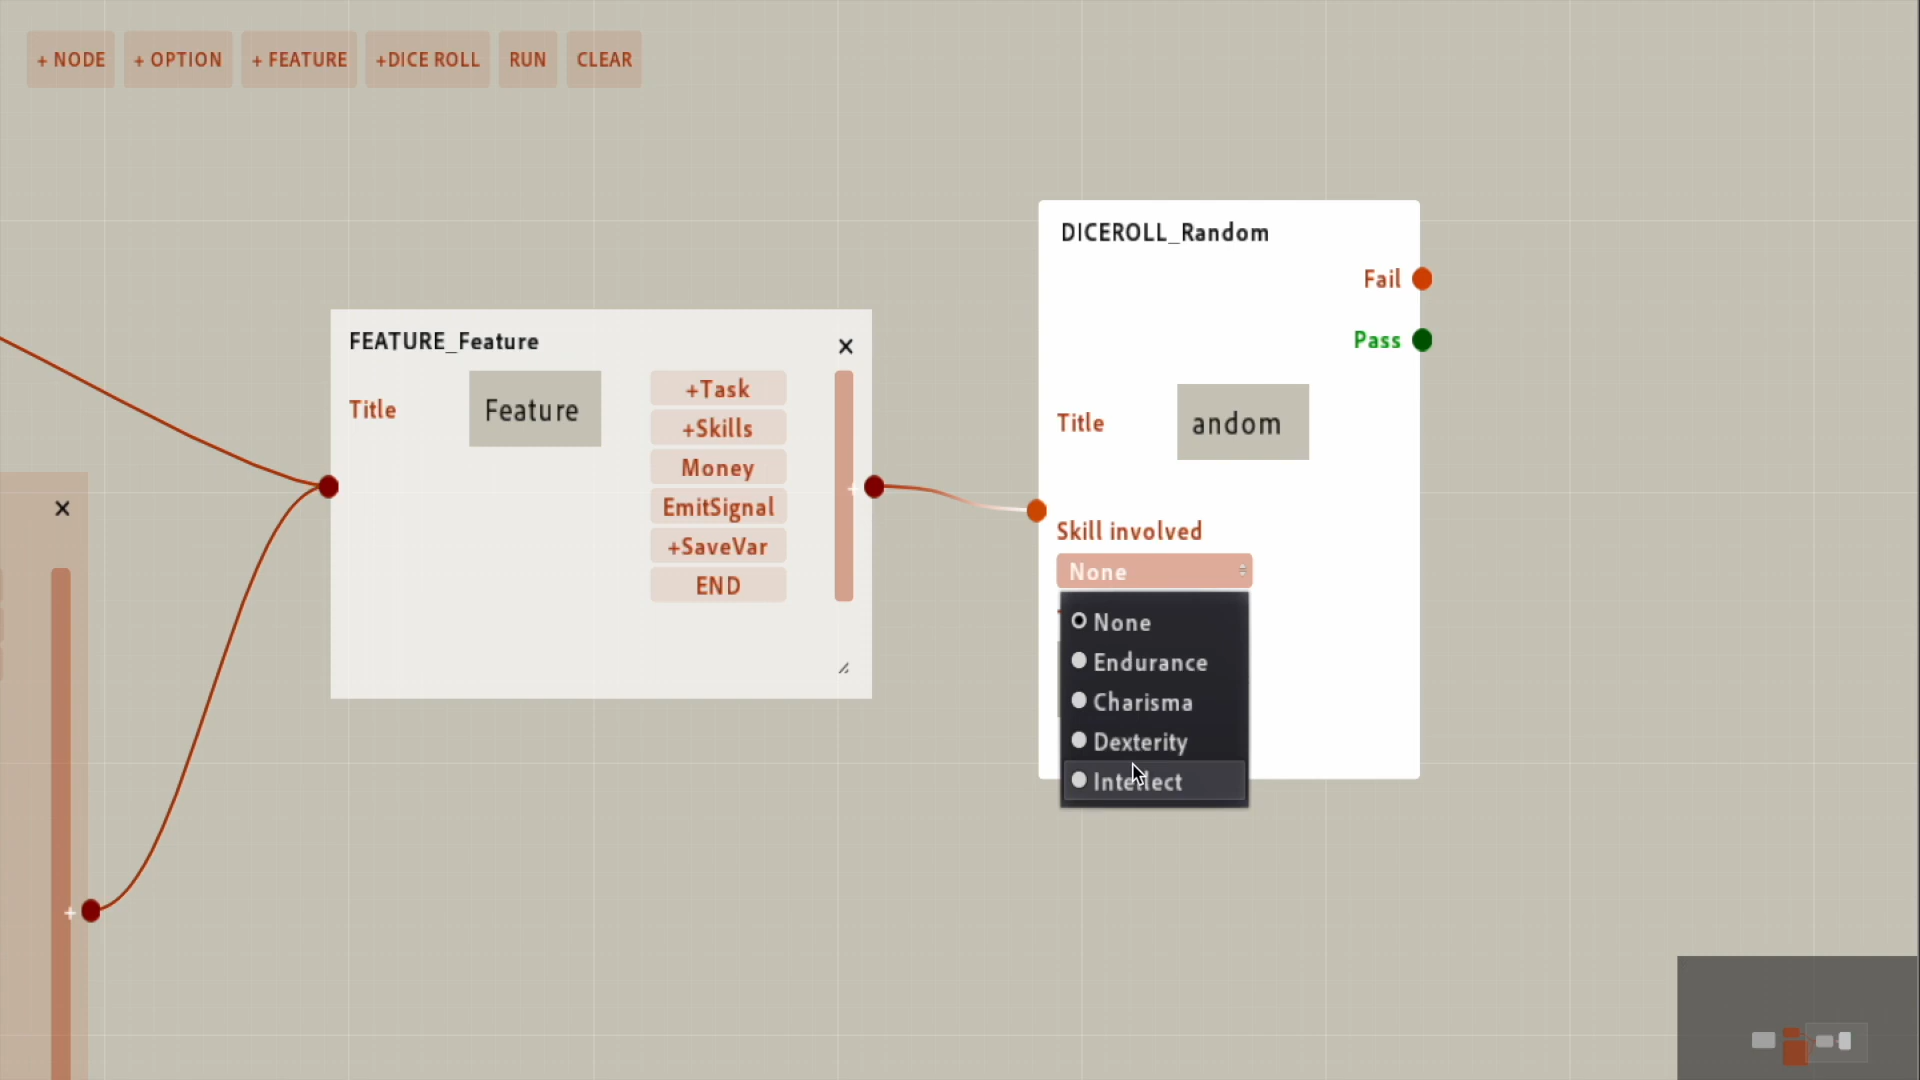 + NODE
+ OPTION
+ FEATURE
+DICE ROLL
RUN
CLEAR
DICEROLL_Random
Fail
Pass
Title
andom
Skill involved
None
None
Endurance
Charisma
Dexterity
Intellect
FEATURE_Feature
Title
Feature
+Task
+Skills
Money
EmitSignal
+SaveVar
END